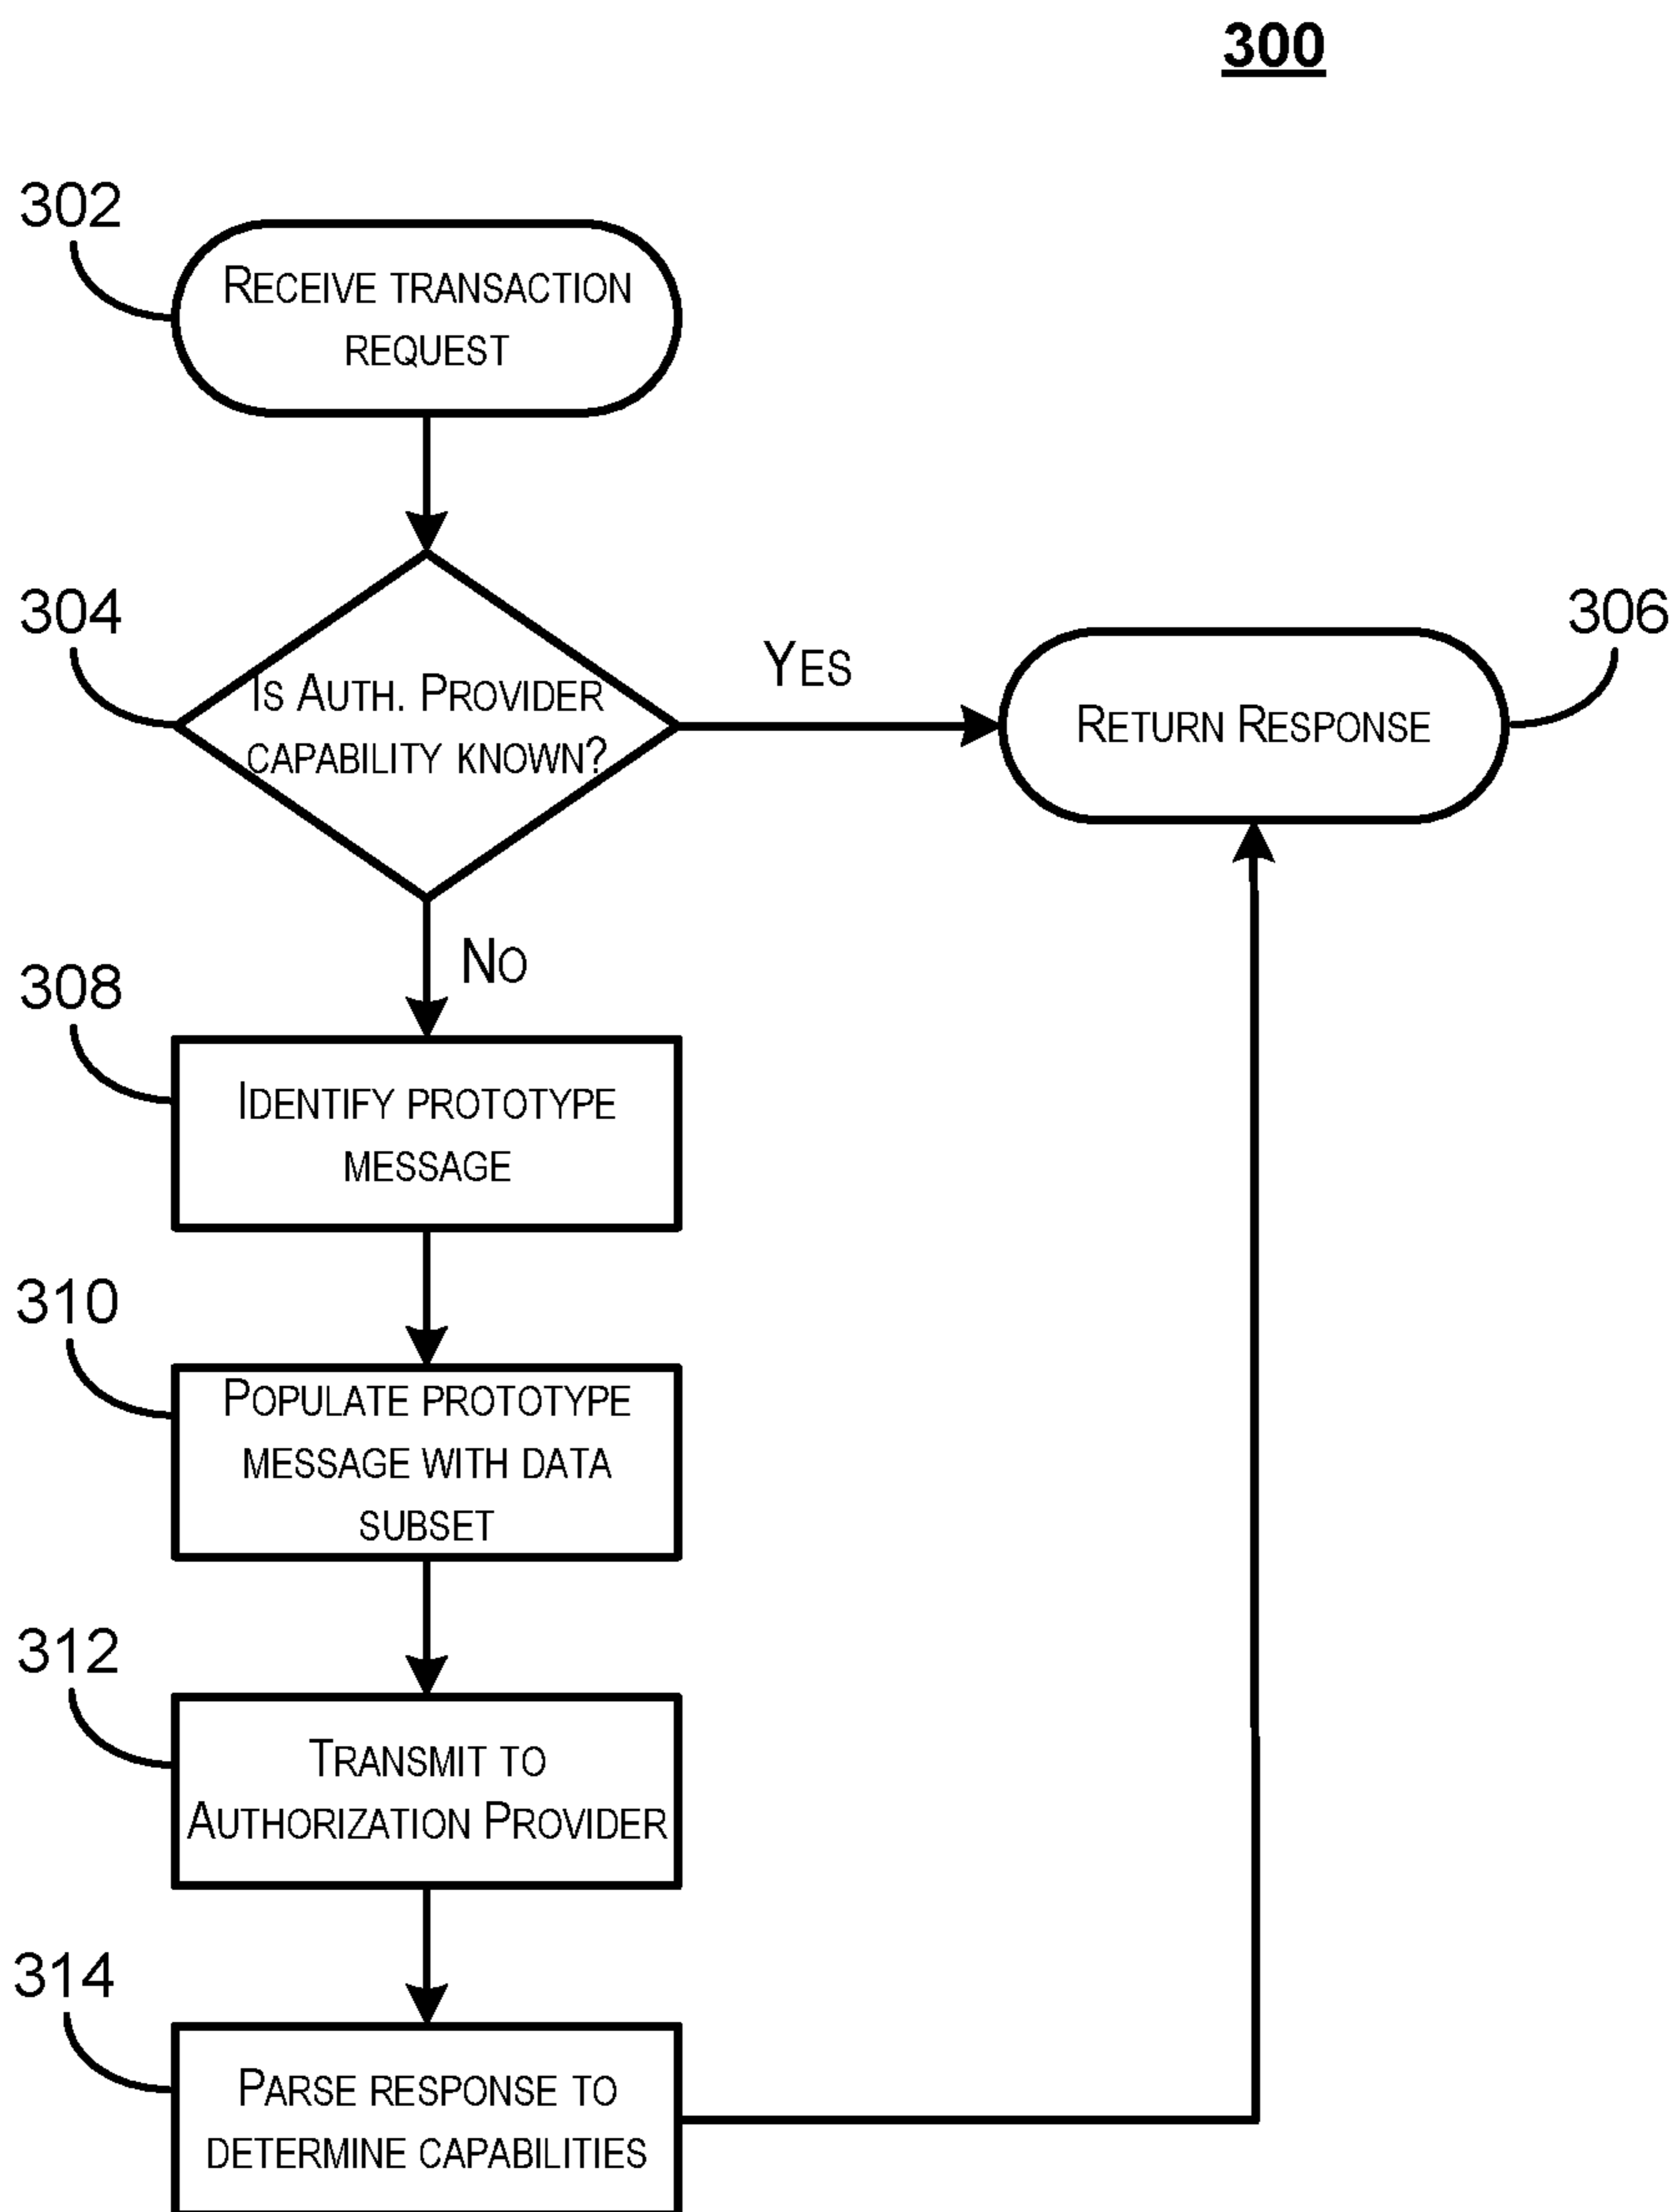 300
302
RECEIVE TRANSACTION
REQUEST
304
IS AUTH. PROVIDER
CAPABILITY KNOWN?
YES
306
RETURN RESPONSE
NO
308
IDENTIFY PROTOTYPE
MESSAGE
310
POPULATE PROTOTYPE
MESSAGE WITH DATA
SUBSET
312
TRANSMIT TO
AUTHORIZATION PROVIDER
314
PARSE RESPONSE TO
DETERMINE CAPABILITIES